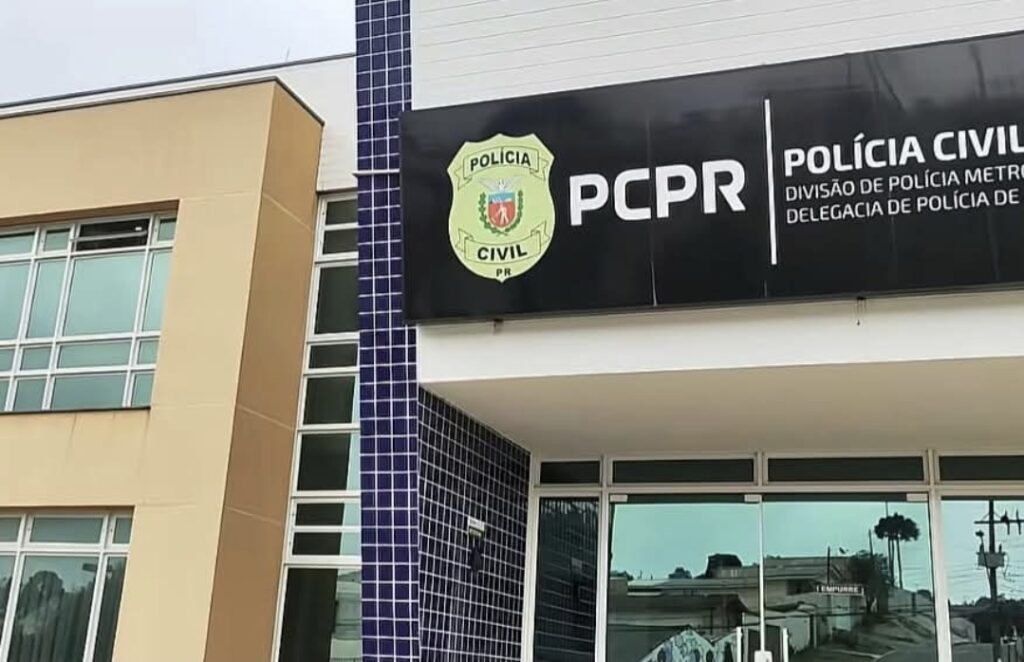 POLÍCIA
CIVIL
PR
PCPR
POLÍCIA CIVIL
DIVISÃO DE POLÍCIA METRO
DELEGACIA DE POLÍCIA DE
EMPURRE